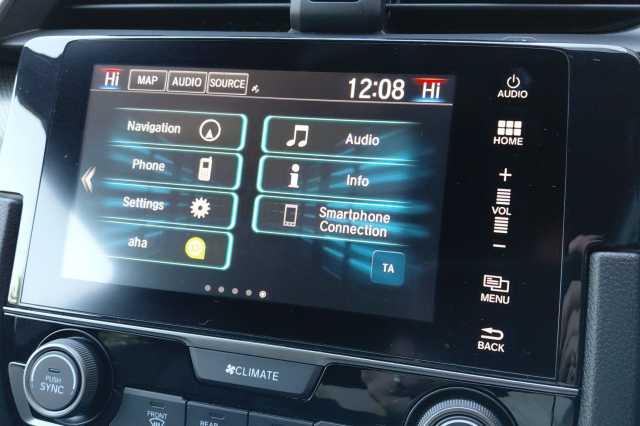 Hi MAP AUDIO SOURCE 12:08 Hi
Navigation
Audio
Phone
Info
Settings
Smartphone
Connection
aha
TA
AUDIO
HOME
+
VOL
−
MENU
BACK
CLIMATE
PUSH
SYNC
FRONT
REAR